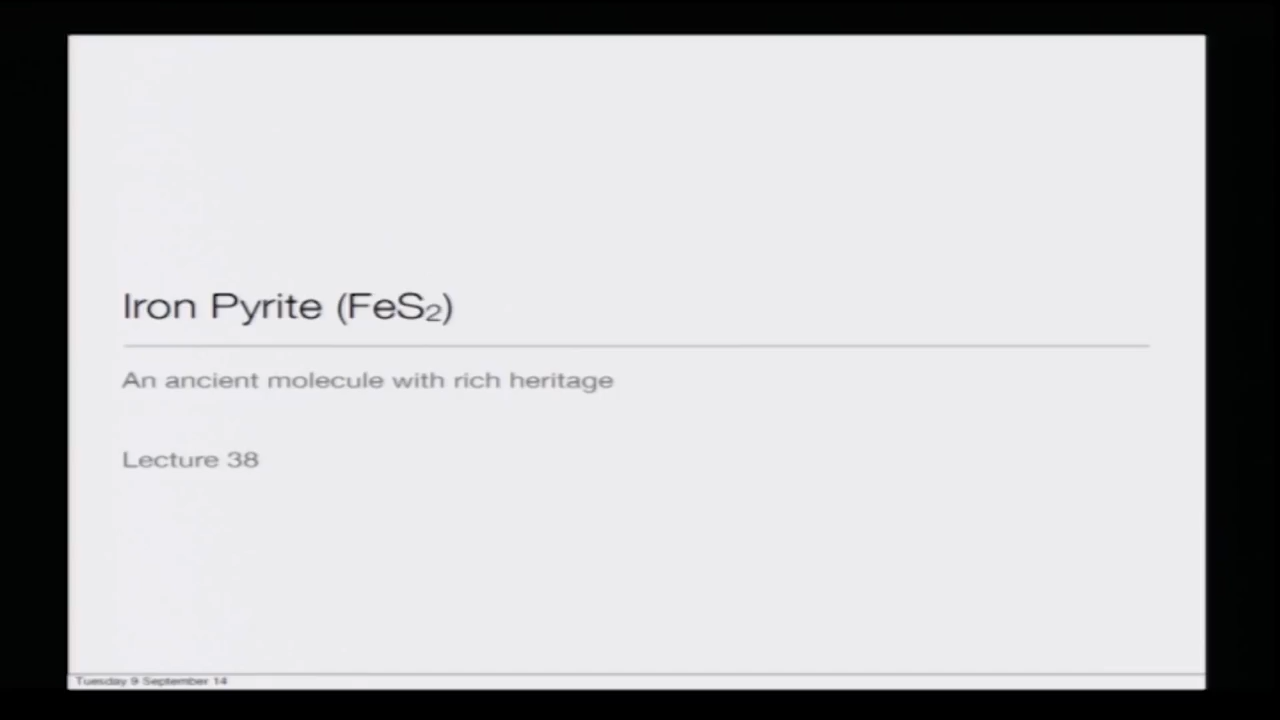 Iron Pyrite (FeS₂)
An ancient molecule with rich heritage
Lecture 38
Tuesday 9 September 14